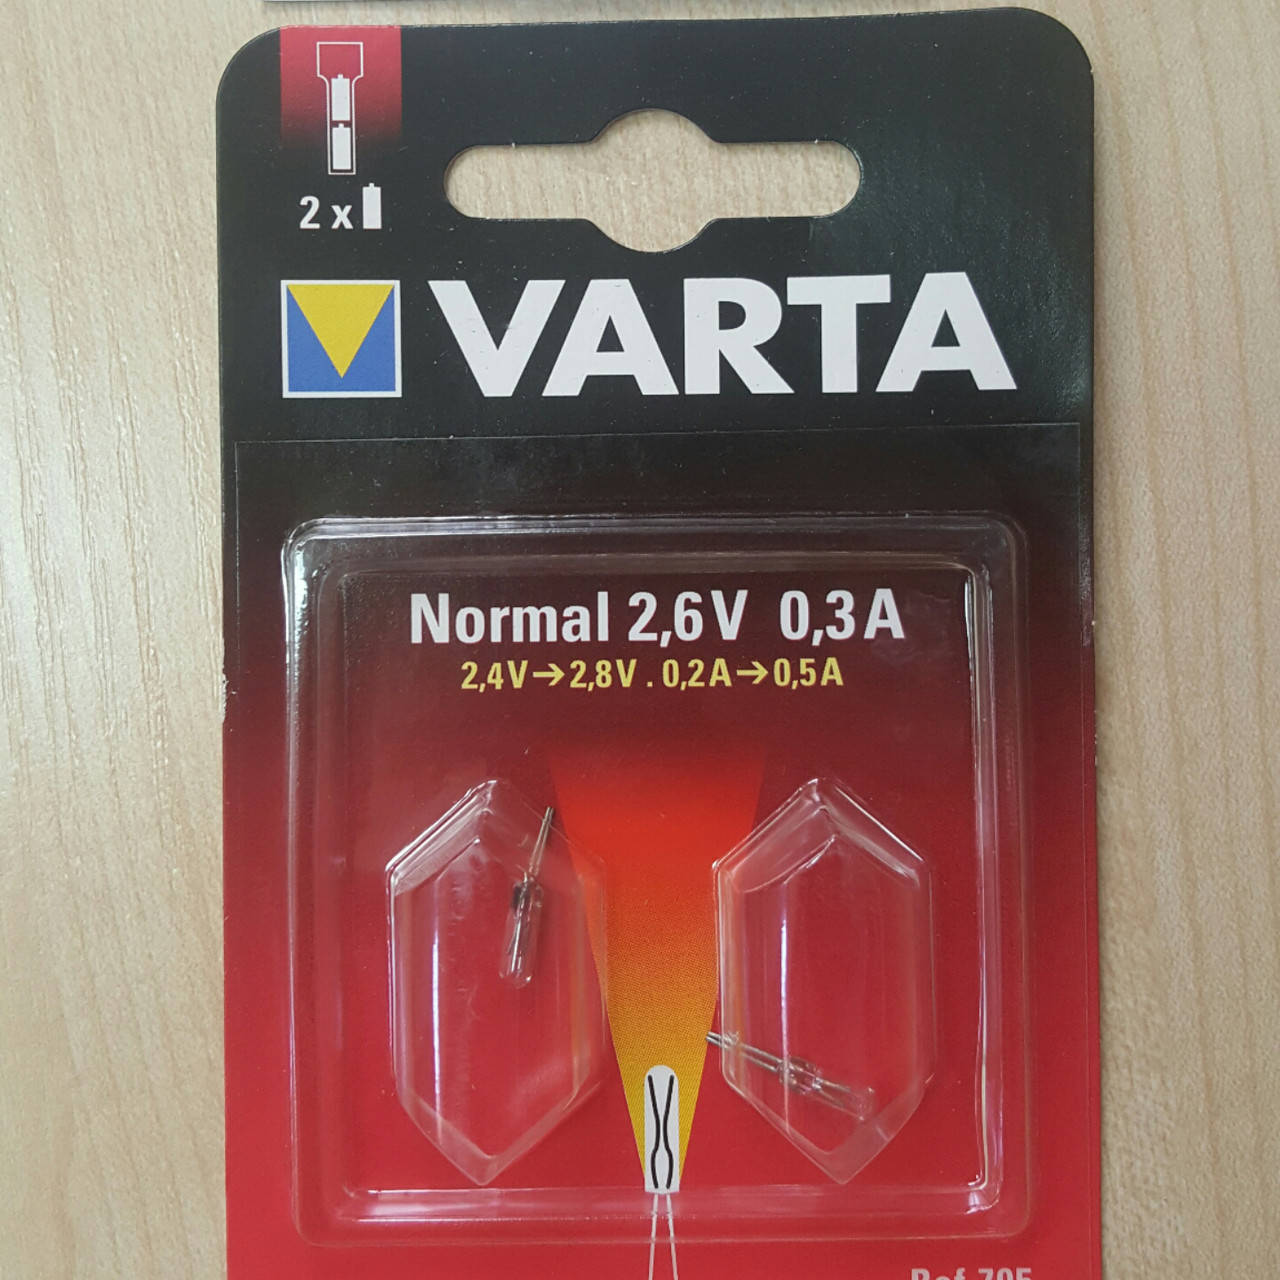 2 x
VARTA
Normal 2,6V 0,3A
2,4V→2,8V . 0,2A→0,5A